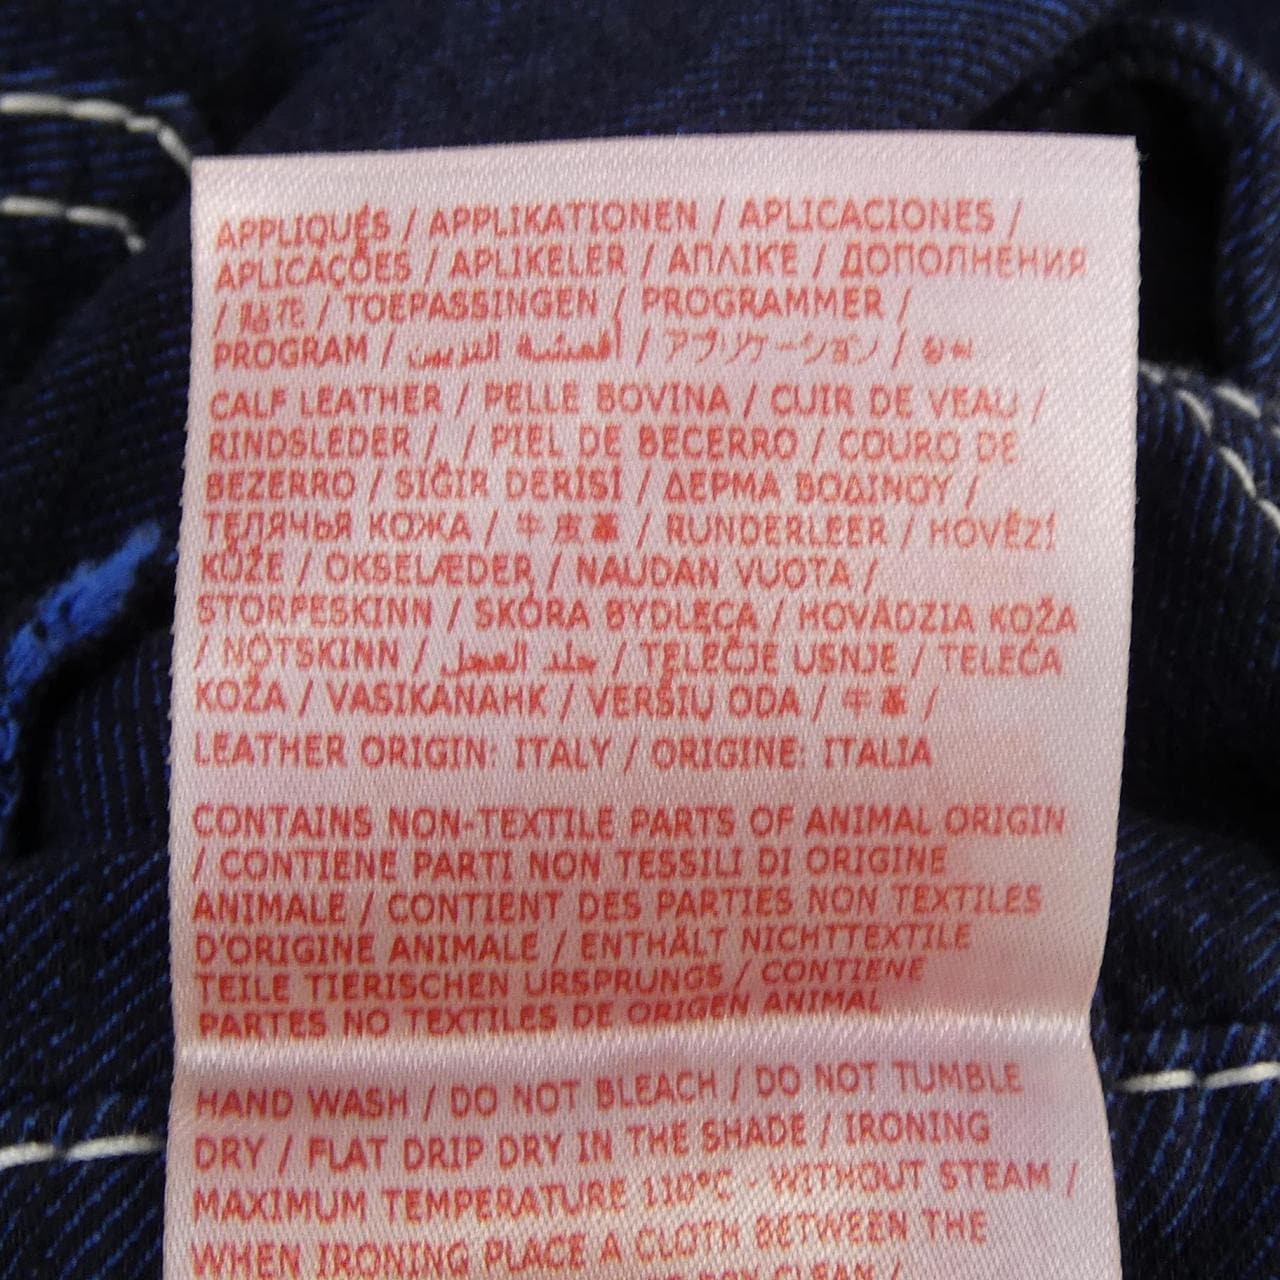 APPLIQUÉS / APPLIKATIONEN / APLICACIONES /
APLICAÇÕES / APLIKELER / ΑΠΛΙΚΕ / ДОПОЛНЕНИЯ
/ 貼花 / TOEPASSINGEN / PROGRAMMER /
PROGRAM / أقمشة التزيين / アプリケーション /
CALF LEATHER / PELLE BOVINA / CUIR DE VEAU /
RINDSLEDER / . / PIEL DE BECERRO / COURO DE
BEZERRO / SIĞIR DERİSİ / ΔΕΡΜΑ ΒΟΔΙΝΟΥ /
ТЕЛЯЧЬЯ КОЖА / 牛皮革 / RUNDERLEER / HOVĚZÍ
KŮŽE / OKSELÆDER / NAUDAN VUOTA /
STORFESKINN / SKÓRA BYDLĘCA / HOVÄDZIA KOŽA
/ NÖTSKINN / جلد العجل / TELEČJE USNJE / TELEĆA
KOŽA / VASIKANAHK / VERŠIŲ ODA / 牛革 /
LEATHER ORIGIN: ITALY / ORIGINE: ITALIA
CONTAINS NON-TEXTILE PARTS OF ANIMAL ORIGIN
/ CONTIENE PARTI NON TESSILI DI ORIGINE
ANIMALE / CONTIENT DES PARTIES NON TEXTILES
D'ORIGINE ANIMALE / ENTHÄLT NICHTTEXTILE
TEILE TIERISCHEN URSPRUNGS / CONTIENE
PARTES NO TEXTILES DE ORIGEN ANIMAL
HAND WASH / DO NOT BLEACH / DO NOT TUMBLE
DRY / FLAT DRIP DRY IN THE SHADE / IRONING
MAXIMUM TEMPERATURE 110°C - WITHOUT STEAM /
WHEN IRONING PLACE A CLOTH BETWEEN THE
CLEAN /